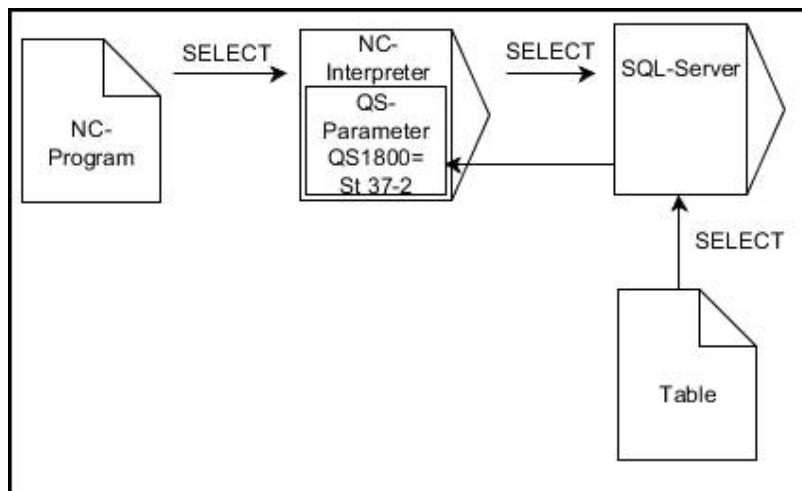 NC-
Program
SELECT
NC-
Interpreter
QS-
Parameter
QS1800=
St 37-2
SELECT
SQL-Server
SELECT
Table